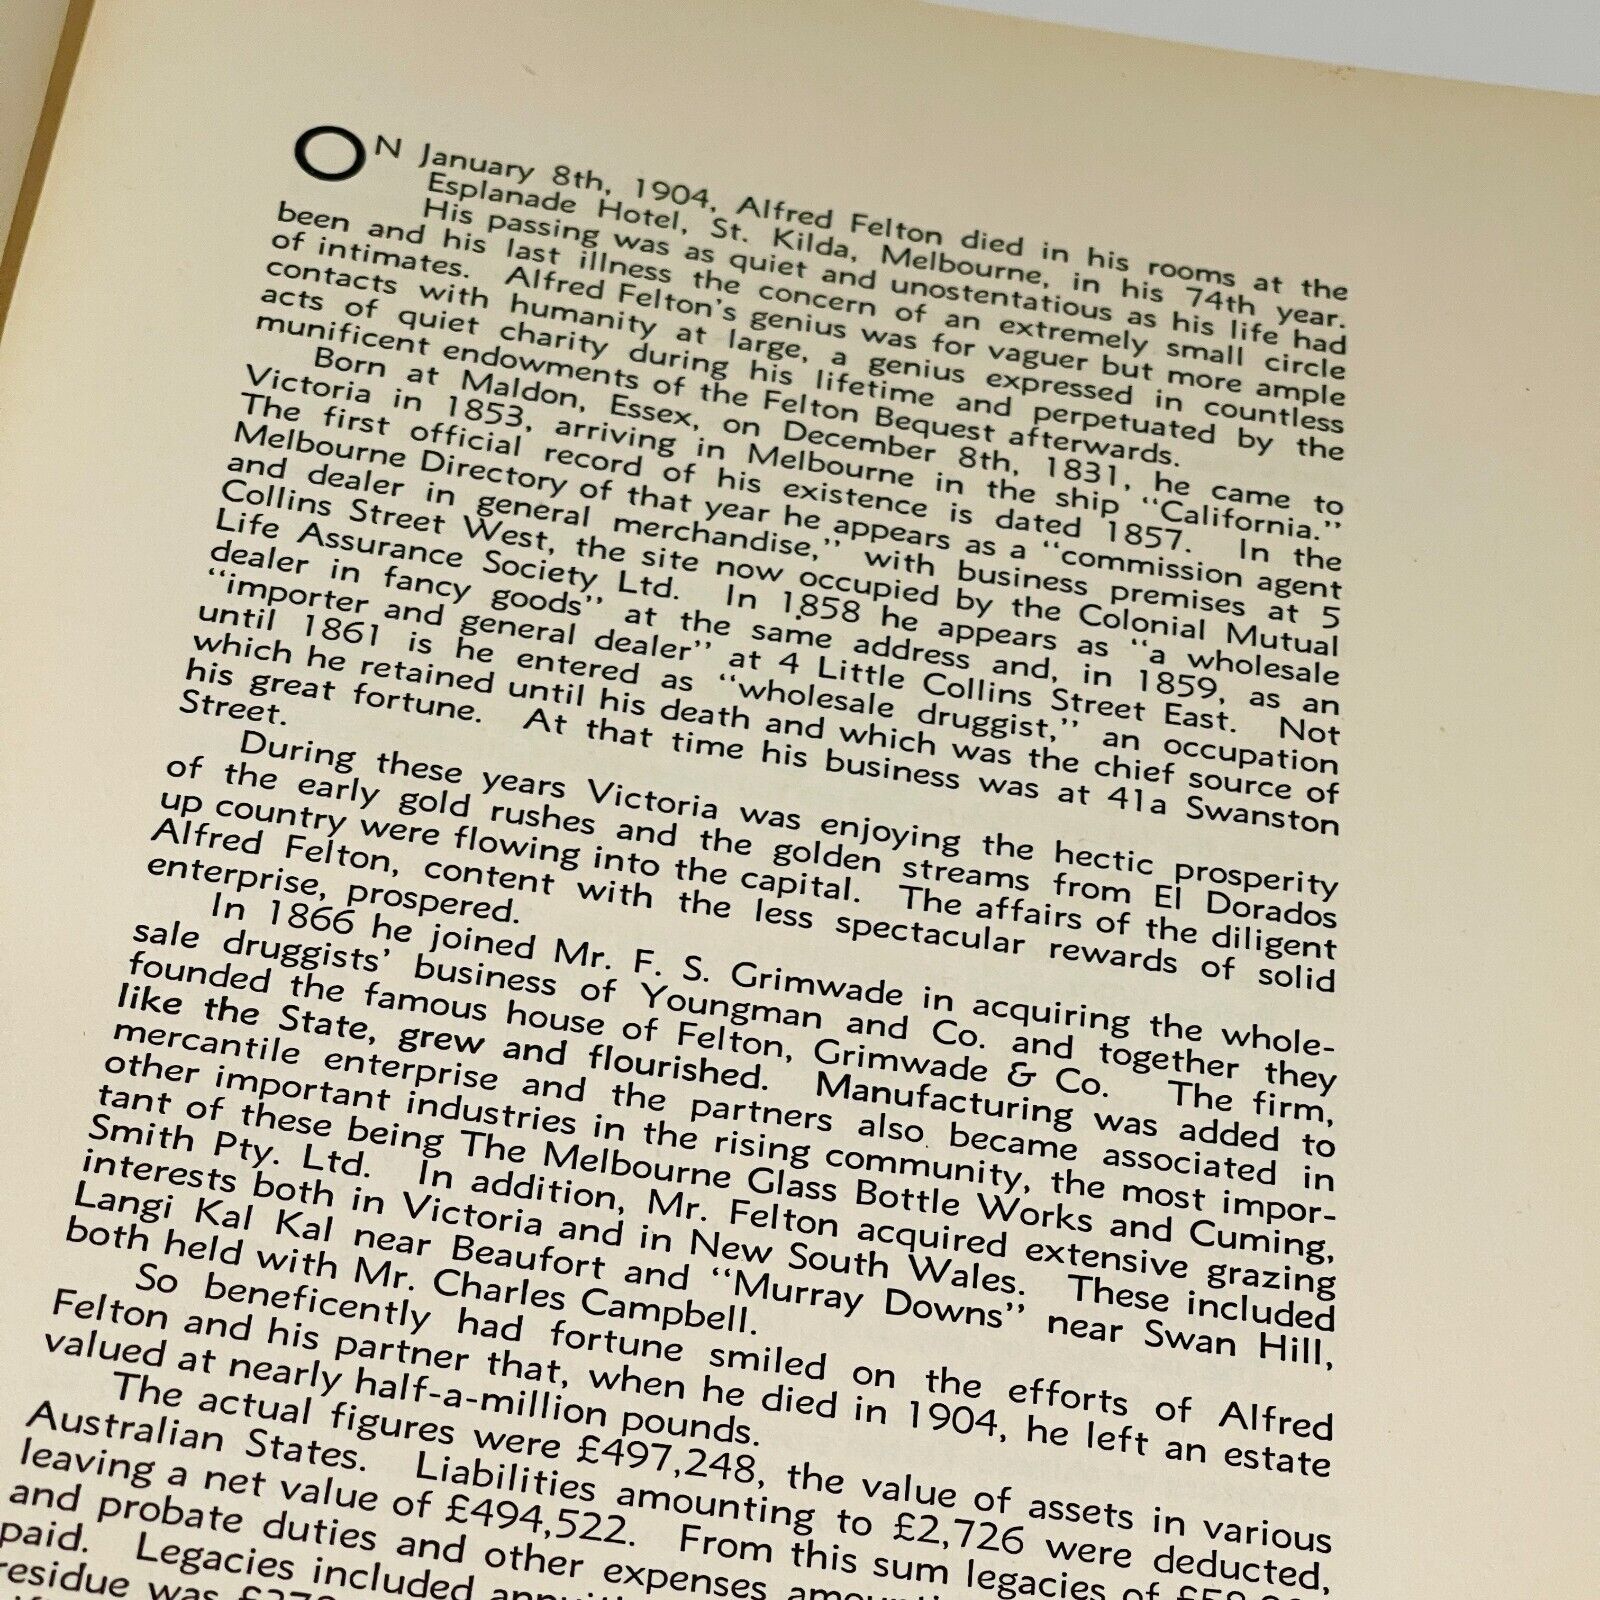 ON January 8th, 1904, Alfred Felton died in his rooms at the
Esplanade Hotel, St. Kilda, Melbourne, in his 74th year.
His passing was as quiet and unostentatious as his life had
been and his last illness the concern of an extremely small circle
of intimates. Alfred Felton's genius was for vaguer but more ample
contacts with humanity at large, a genius expressed in countless
acts of quiet charity during his lifetime and perpetuated by the
munificent endowments of the Felton Bequest afterwards.
Born at Maldon, Essex, on December 8th, 1831, he came to
Victoria in 1853, arriving in Melbourne in the ship "California."
The first official record of his existence is dated 1857. In the
Melbourne Directory of that year he appears as a "commission agent
and dealer in general merchandise," with business premises at 5
Collins Street West, the site now occupied by the Colonial Mutual
Life Assurance Society Ltd. In 1858 he appears as "a wholesale
dealer in fancy goods" at the same address and, in 1859, as an
"importer and general dealer" at 4 Little Collins Street East. Not
until 1861 is he entered as "wholesale druggist," an occupation
which he retained until his death and which was the chief source of
his great fortune. At that time his business was at 41a Swanston
Street.
During these years Victoria was enjoying the hectic prosperity
of the early gold rushes and the golden streams from El Dorados
up country were flowing into the capital. The affairs of the diligent
Alfred Felton, content with the less spectacular rewards of solid
enterprise, prospered.
In 1866 he joined Mr. F. S. Grimwade in acquiring the whole-
sale druggists' business of Youngman and Co. and together they
founded the famous house of Felton, Grimwade & Co. The firm,
like the State, grew and flourished. Manufacturing was added to
mercantile enterprise and the partners also became associated in
other important industries in the rising community, the most impor-
tant of these being The Melbourne Glass Bottle Works and Cuming,
Smith Pty. Ltd. In addition, Mr. Felton acquired extensive grazing
interests both in Victoria and in New South Wales. These included
Langi Kal Kal near Beaufort and "Murray Downs" near Swan Hill,
both held with Mr. Charles Campbell.
So beneficently had fortune smiled on the efforts of Alfred
Felton and his partner that, when he died in 1904, he left an estate
valued at nearly half-a-million pounds.
The actual figures were £497,248, the value of assets in various
Australian States. Liabilities amounting to £2,726 were deducted,
leaving a net value of £494,522. From this sum legacies of
and probate duties and other expenses
paid. Legacies included
residue was